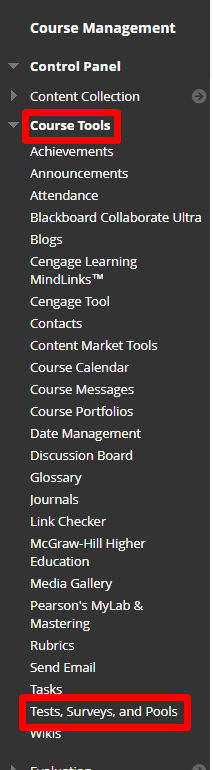 Course Management
Control Panel
Content Collection
Course Tools
Achievements
Announcements
Attendance
Blackboard Collaborate Ultra
Blogs
Cengage Learning
MindLinks™
Cengage Tool
Contacts
Content Market Tools
Course Calendar
Course Messages
Course Portfolios
Date Management
Discussion Board
Glossary
Journals
Link Checker
McGraw-Hill Higher
Education
Media Gallery
Pearson's MyLab &
Mastering
Rubrics
Send Email
Tasks
Tests, Surveys, and Pools
Wikis
Evaluation